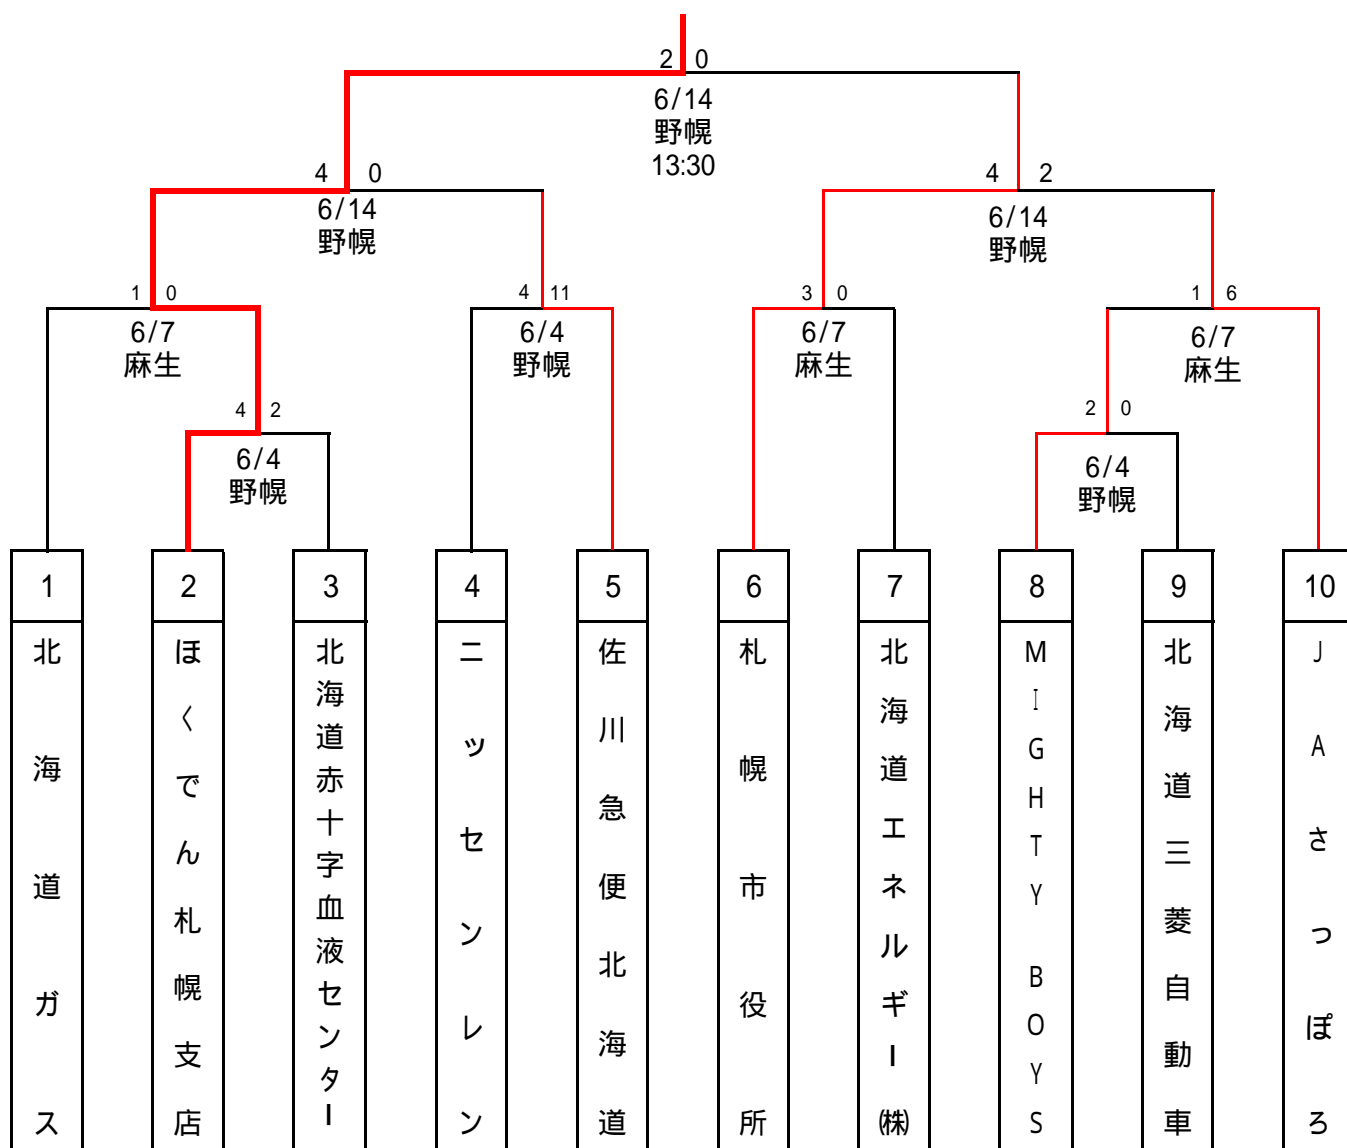 2 0
6/14
野幌
13:30
4 0
6/14
野幌
4 2
6/14
野幌
1 0
6/7
麻生
4 11
6/4
野幌
3 0
6/7
麻生
1 6
6/7
麻生
4 2
6/4
野幌
2 0
6/4
野幌
1
北海道ガス
2
ほくでん札幌支店
3
北海道赤十字血液センター
4
ニッセンレン
5
佐川急便北海道
6
札幌市役所
7
北海道エネルギー㈱
8
MIGHTY BOYS
9
北海道三菱自動車
10
JAさっぽろ